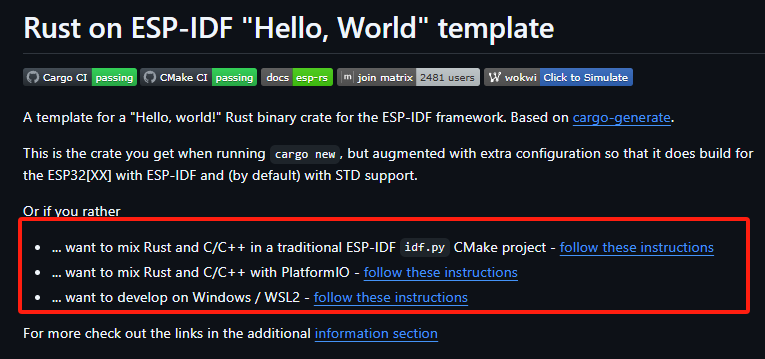 Rust on ESP-IDF "Hello, World" template
Cargo CI passing CMake CI passing docs esp-rs m join matrix 2481 users W wokwi Click to Simulate
A template for a "Hello, world!" Rust binary crate for the ESP-IDF framework. Based on cargo-generate.
This is the crate you get when running cargo new, but augmented with extra configuration so that it does build for
the ESP32[XX] with ESP-IDF and (by default) with STD support.
Or if you rather
• ... want to mix Rust and C/C++ in a traditional ESP-IDF idf.py CMake project - follow these instructions
• ... want to mix Rust and C/C++ with PlatformIO - follow these instructions
• ... want to develop on Windows / WSL2 - follow these instructions
For more check out the links in the additional information section